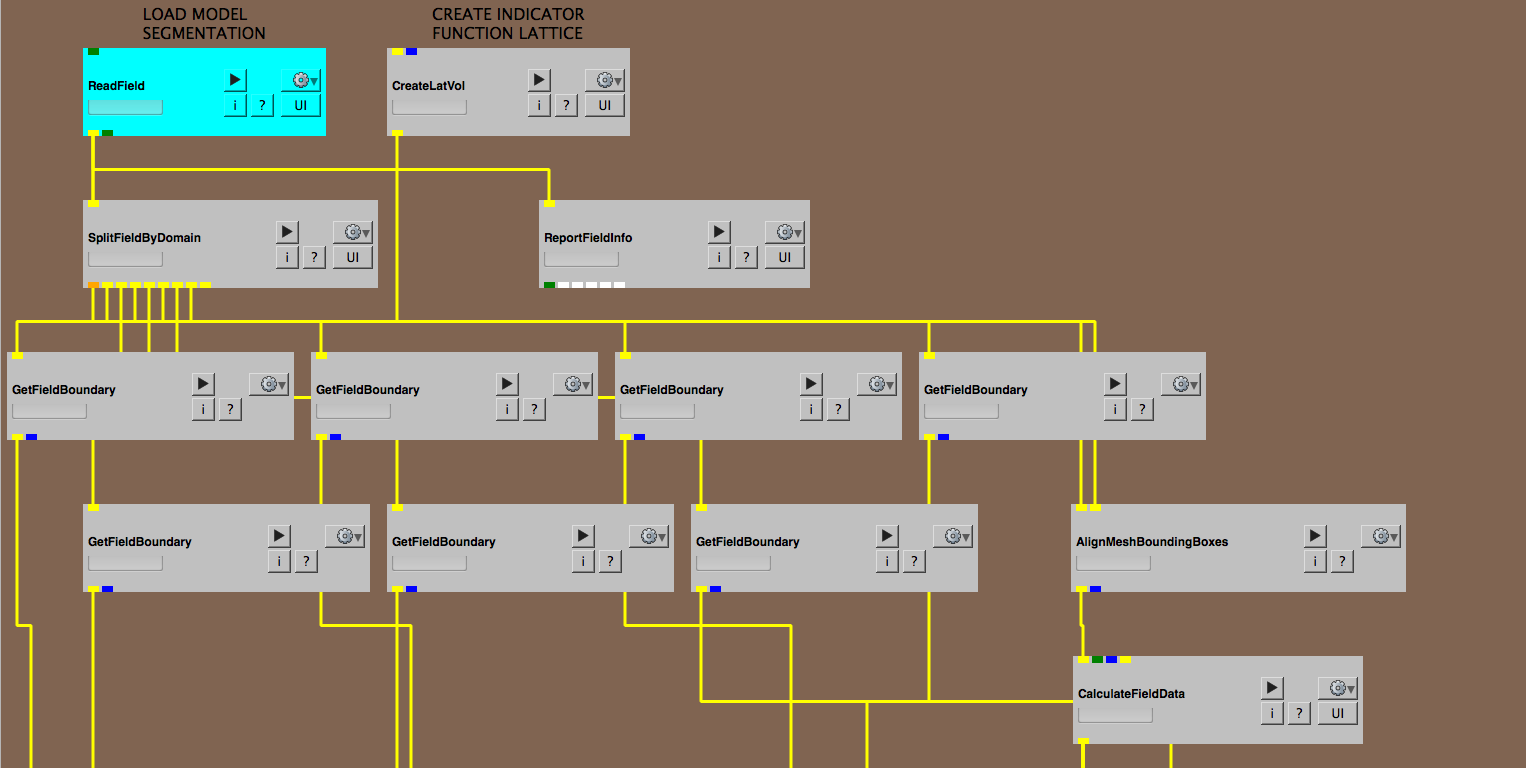 LOAD MODEL
SEGMENTATION
CREATE INDICATOR
FUNCTION LATTICE
ReadField
i ? UI
CreateLatVol
i ? UI
SplitFieldByDomain
i ? UI
ReportFieldInfo
i ? UI
GetFieldBoundary
i ?
GetFieldBoundary
i ?
GetFieldBoundary
i ?
GetFieldBoundary
i ?
GetFieldBoundary
i ?
GetFieldBoundary
i ?
GetFieldBoundary
i ?
AlignMeshBoundingBoxes
i ?
CalculateFieldData
i ? UI